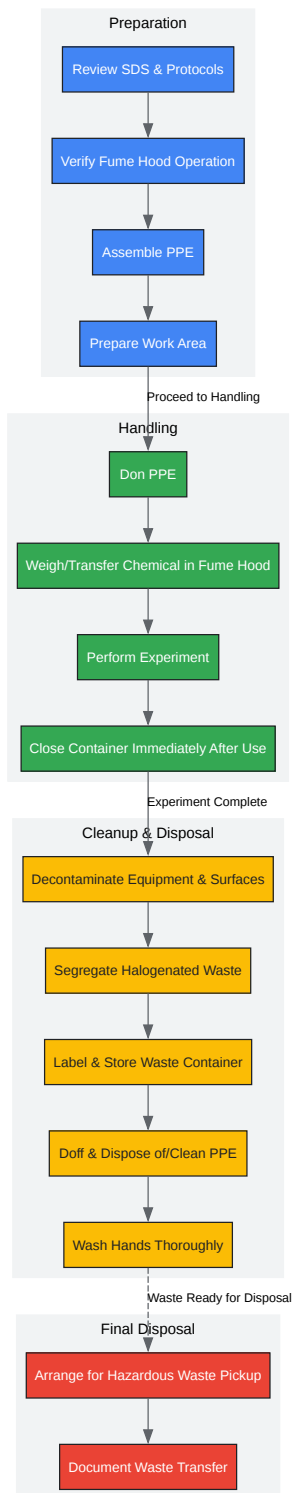 Preparation
Review SDS & Protocols
Verify Fume Hood Operation
Assemble PPE
Prepare Work Area
Proceed to Handling
Handling
Don PPE
Weigh/Transfer Chemical in Fume Hood
Perform Experiment
Close Container Immediately After Use
Experiment Complete
Cleanup & Disposal
Decontaminate Equipment & Surfaces
Segregate Halogenated Waste
Label & Store Waste Container
Doff & Dispose of/Clean PPE
Wash Hands Thoroughly
Waste Ready for Disposal
Final Disposal
Arrange for Hazardous Waste Pickup
Document Waste Transfer